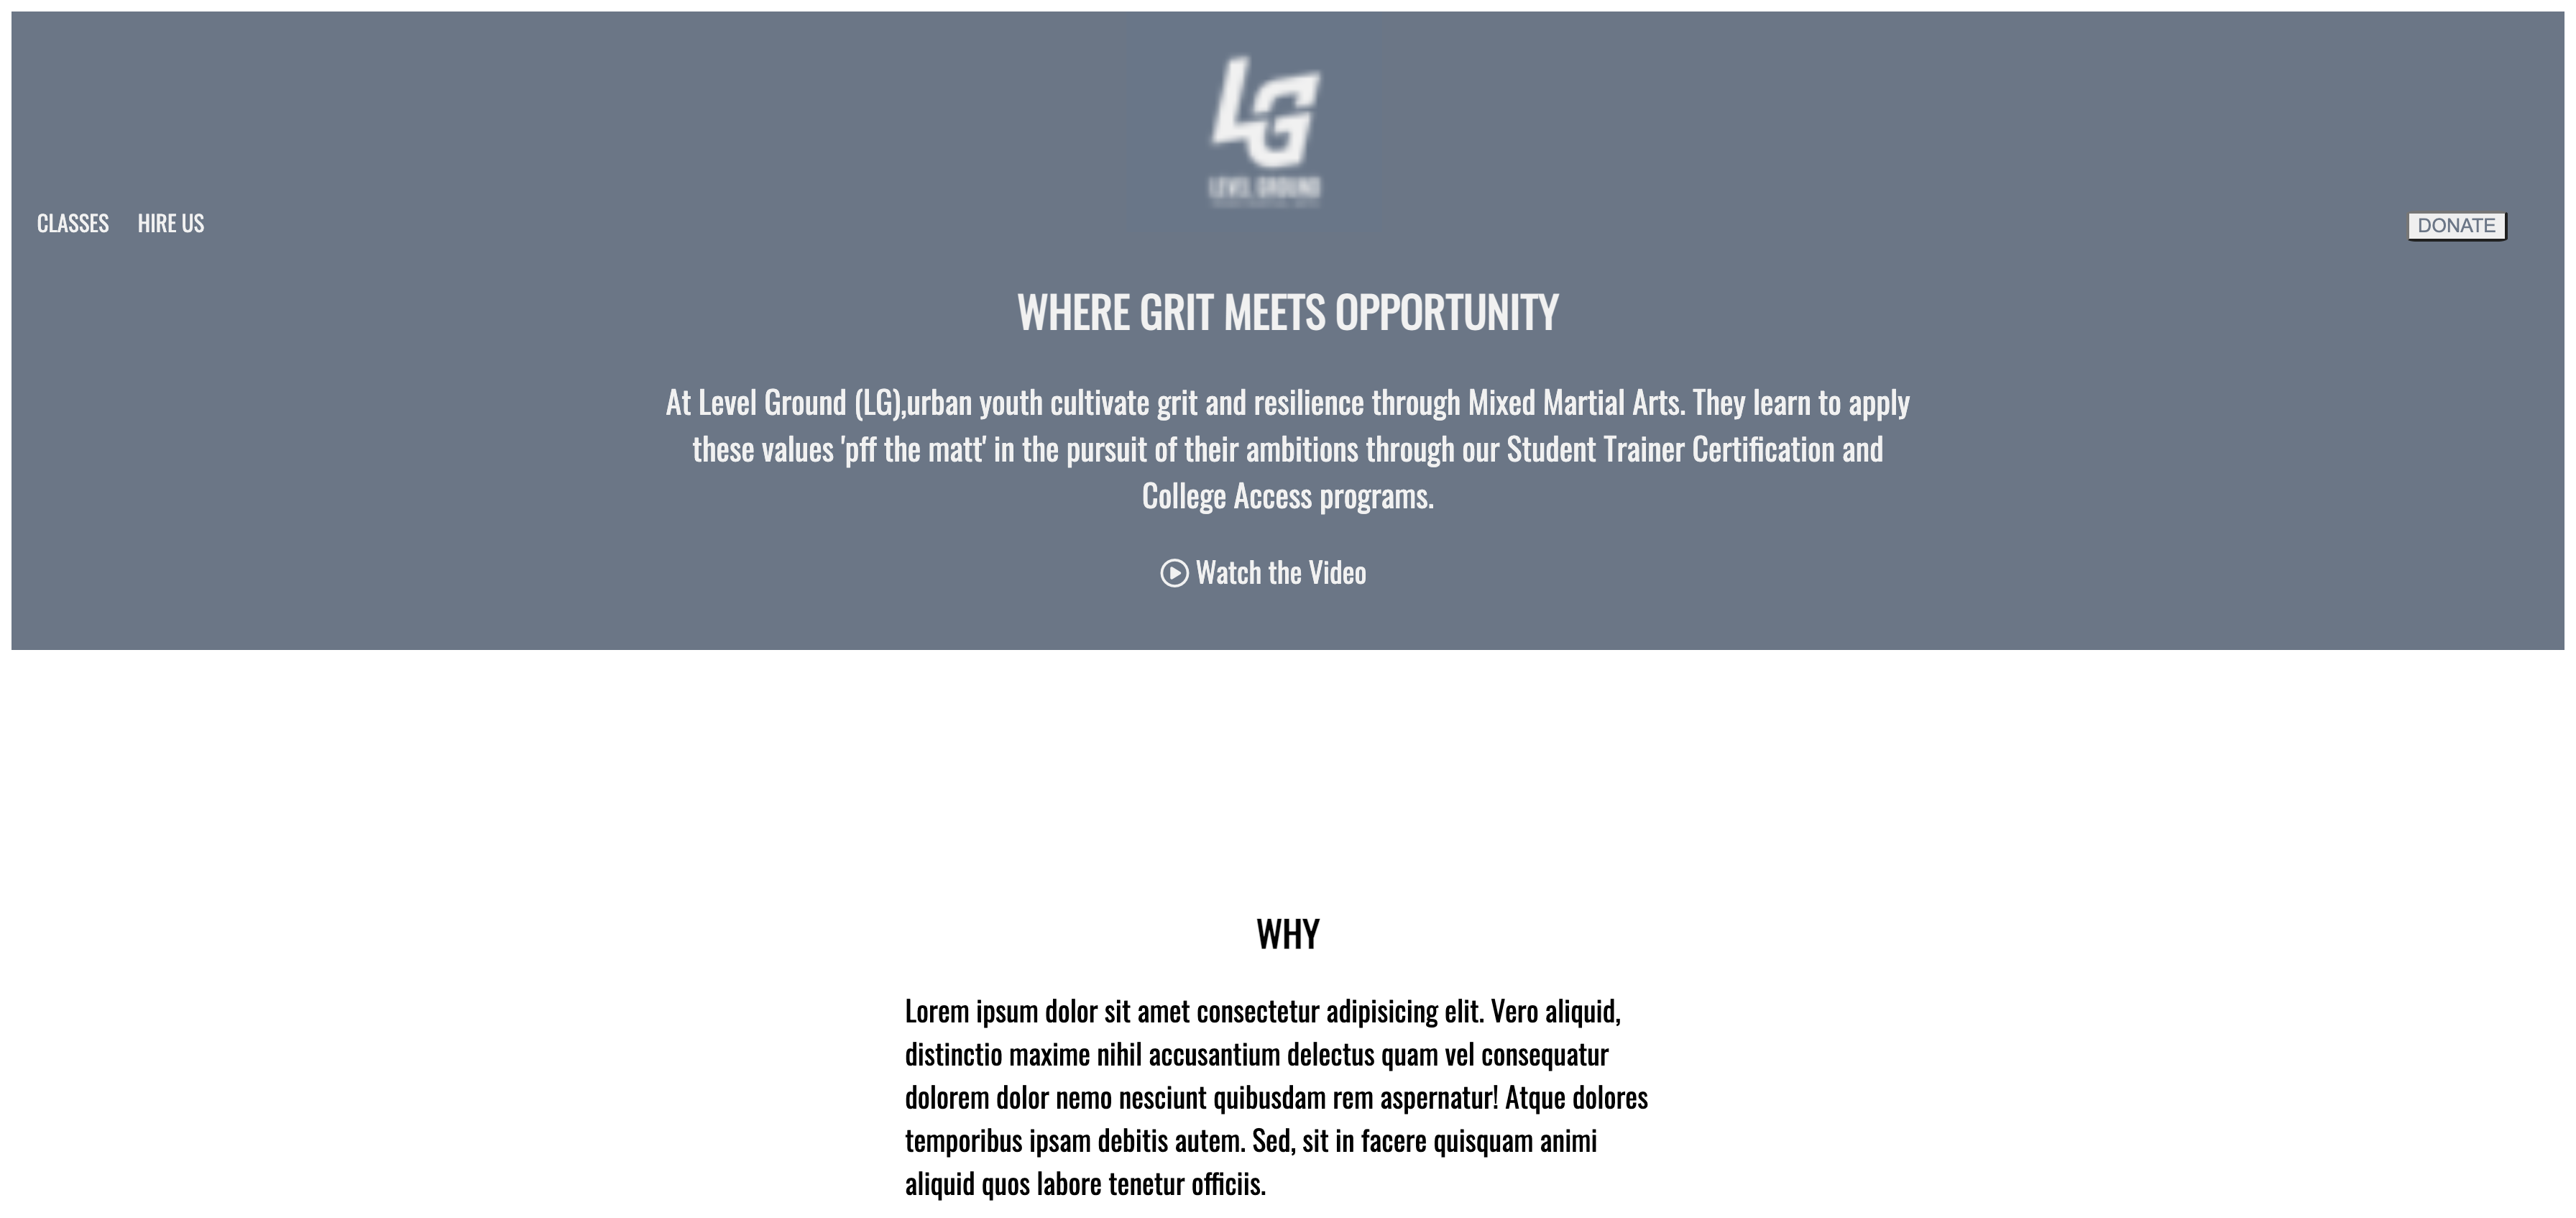 LG
LEVEL GROUND
CLASSES HIRE US DONATE
WHERE GRIT MEETS OPPORTUNITY
At Level Ground (LG),urban youth cultivate grit and resilience through Mixed Martial Arts. They learn to apply
these values 'pff the matt' in the pursuit of their ambitions through our Student Trainer Certification and
College Access programs.
Watch the Video
WHY
Lorem ipsum dolor sit amet consectetur adipisicing elit. Vero aliquid,
distinctio maxime nihil accusantium delectus quam vel consequatur
dolorem dolor nemo nesciunt quibusdam rem aspernatur! Atque dolores
temporibus ipsam debitis autem. Sed, sit in facere quisquam animi
aliquid quos labore tenetur officiis.